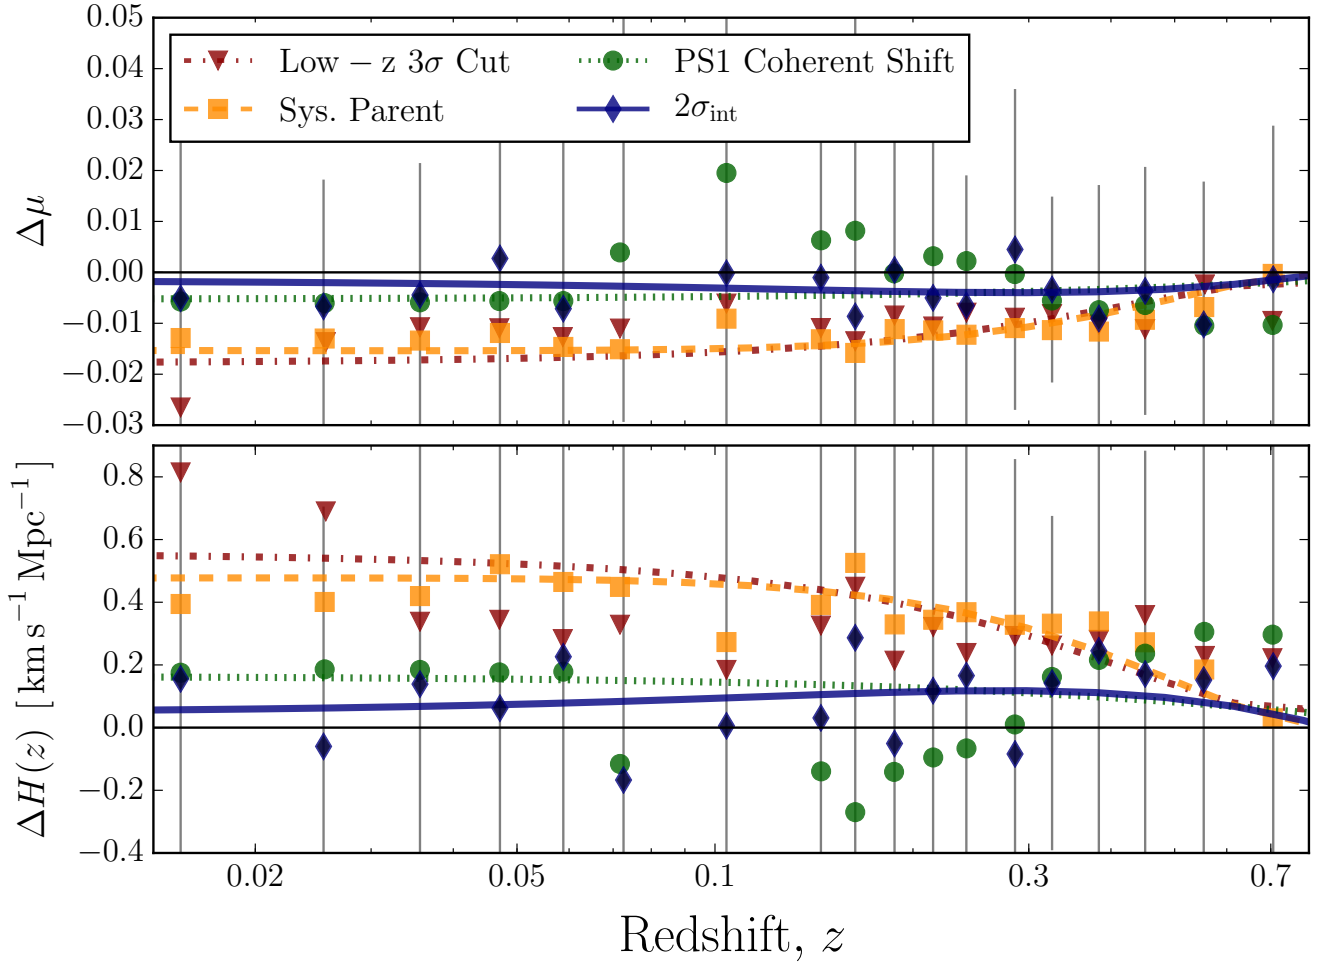 0.05
0.04
0.03
0.02
0.01
0.00
−0.01
−0.02
−0.03
Δμ
Low − z 3σ Cut
Sys. Parent
PS1 Coherent Shift
2σ_int
0.8
0.6
0.4
0.2
0.0
−0.2
−0.4
ΔH(z) [km s⁻¹ Mpc⁻¹]
0.02 0.05 0.1 0.3 0.7
Redshift, z